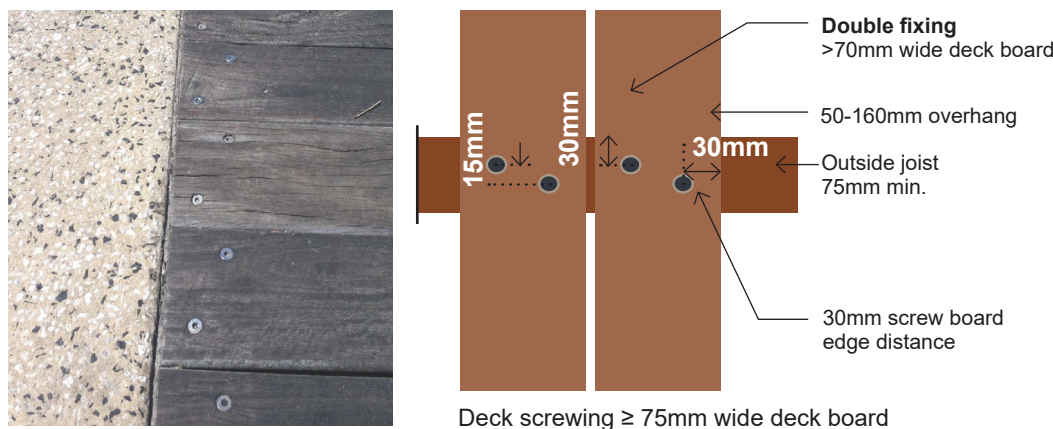 Double fixing
>70mm wide deck board
50-160mm overhang
15mm
30mm
30mm
Outside joist
75mm min.
30mm screw board
edge distance
Deck screwing ≥ 75mm wide deck board